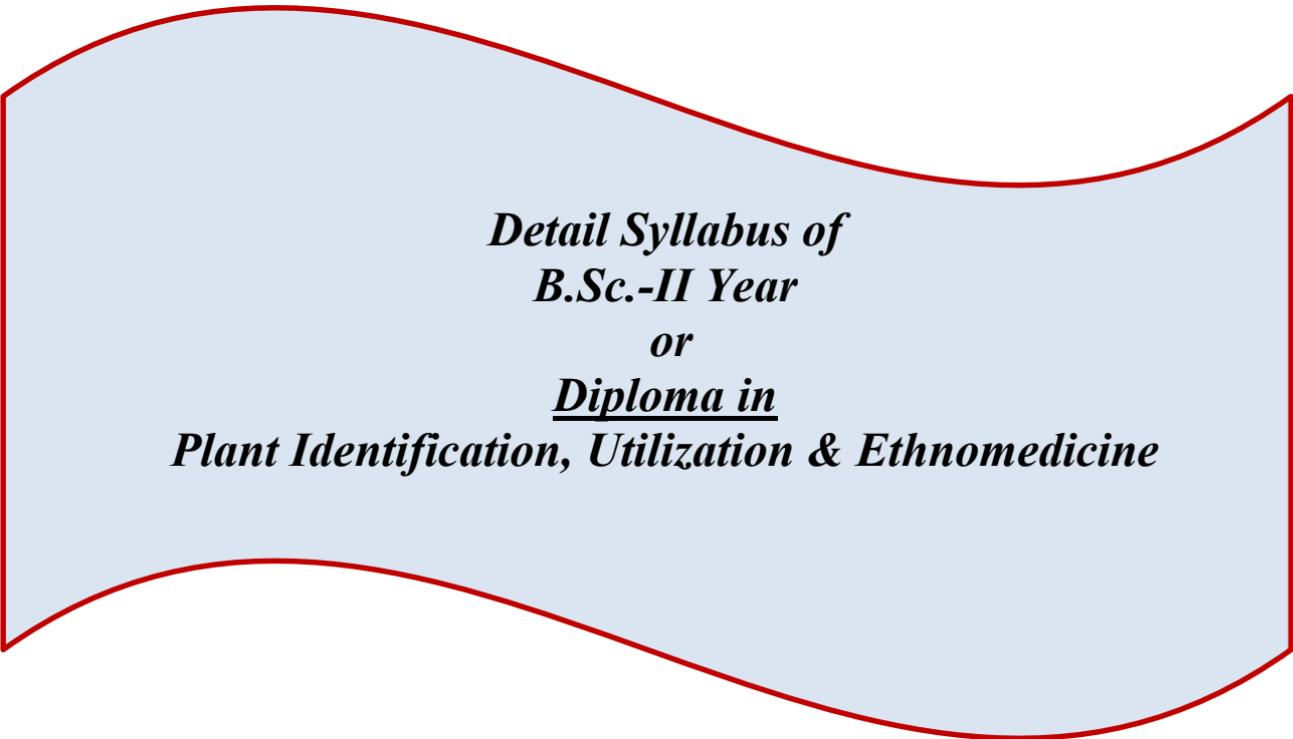 Detail Syllabus of
B.Sc.-II Year
or
Diploma in
Plant Identification, Utilization & Ethnomedicine